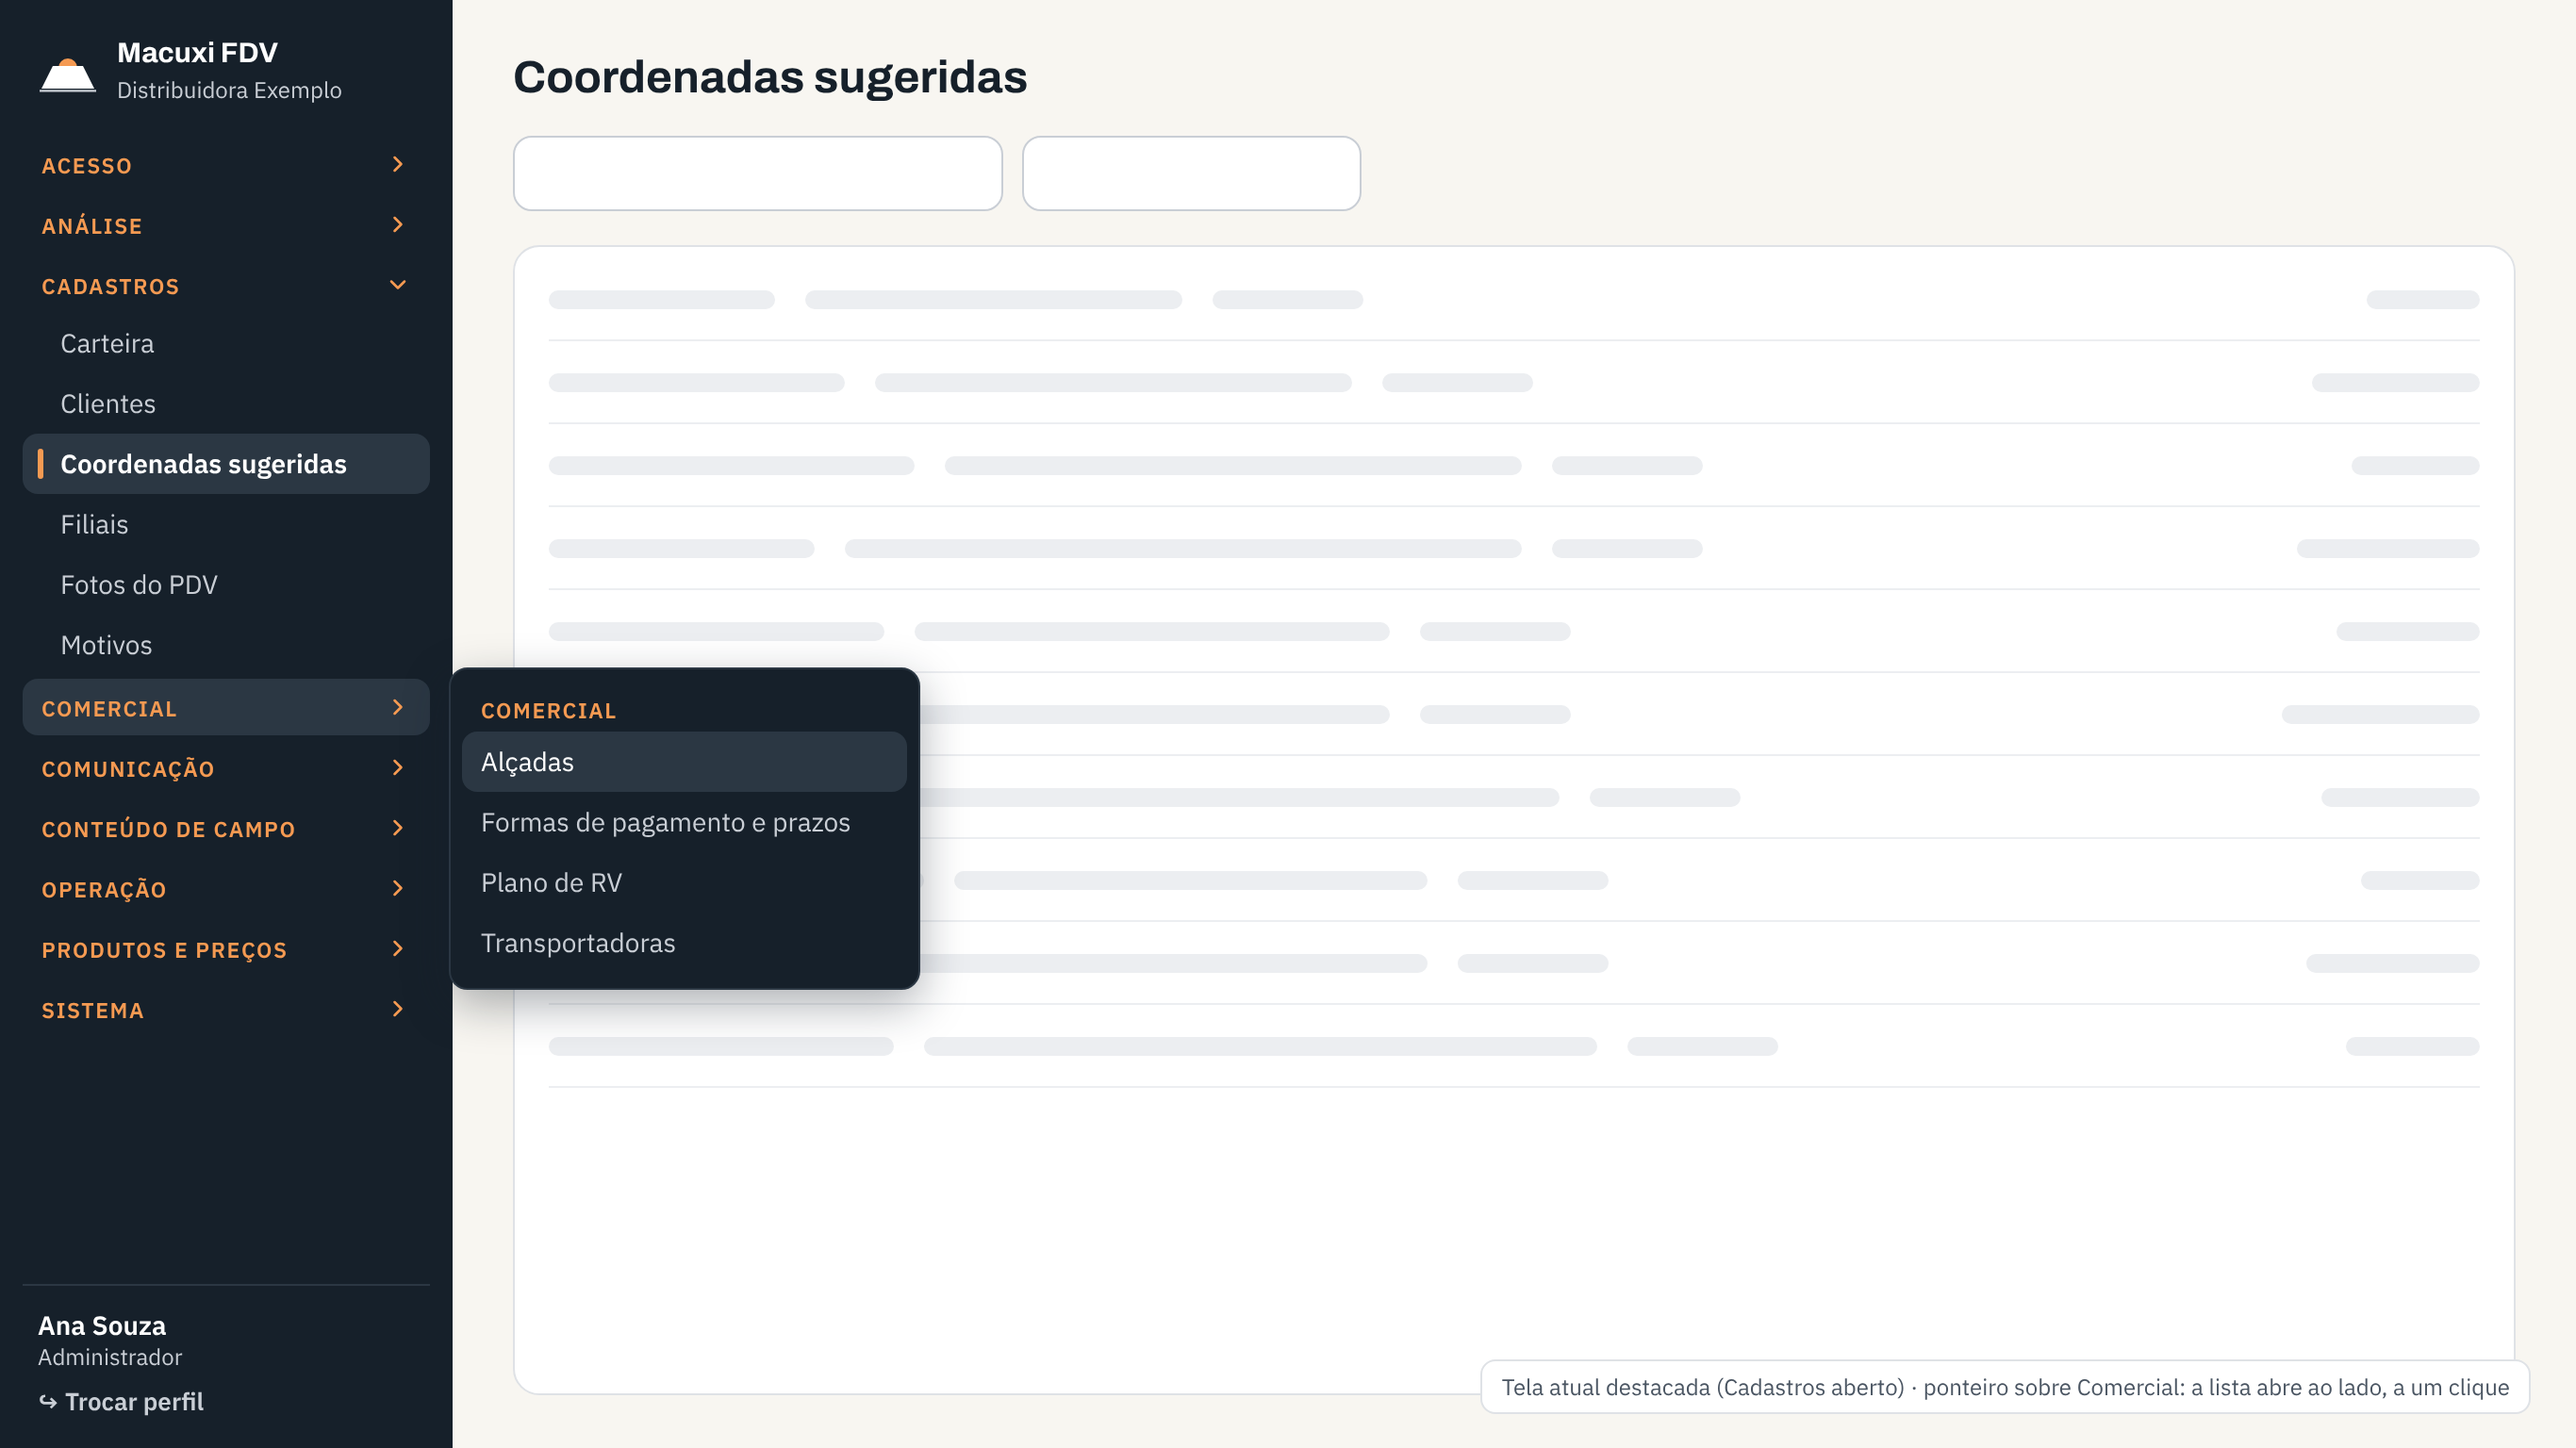 Macuxi FDV
Distribuidora Exemplo
ACESSO
ANÁLISE
CADASTROS
Carteira
Clientes
Coordenadas sugeridas
Filiais
Fotos do PDV
Motivos
COMERCIAL
COMUNICAÇÃO
CONTEÚDO DE CAMPO
OPERAÇÃO
PRODUTOS E PREÇOS
SISTEMA
Ana Souza
Administrador
↪ Trocar perfil
Coordenadas sugeridas
COMERCIAL
Alçadas
Formas de pagamento e prazos
Plano de RV
Transportadoras
Tela atual destacada (Cadastros aberto) · ponteiro sobre Comercial: a lista abre ao lado, a um clique